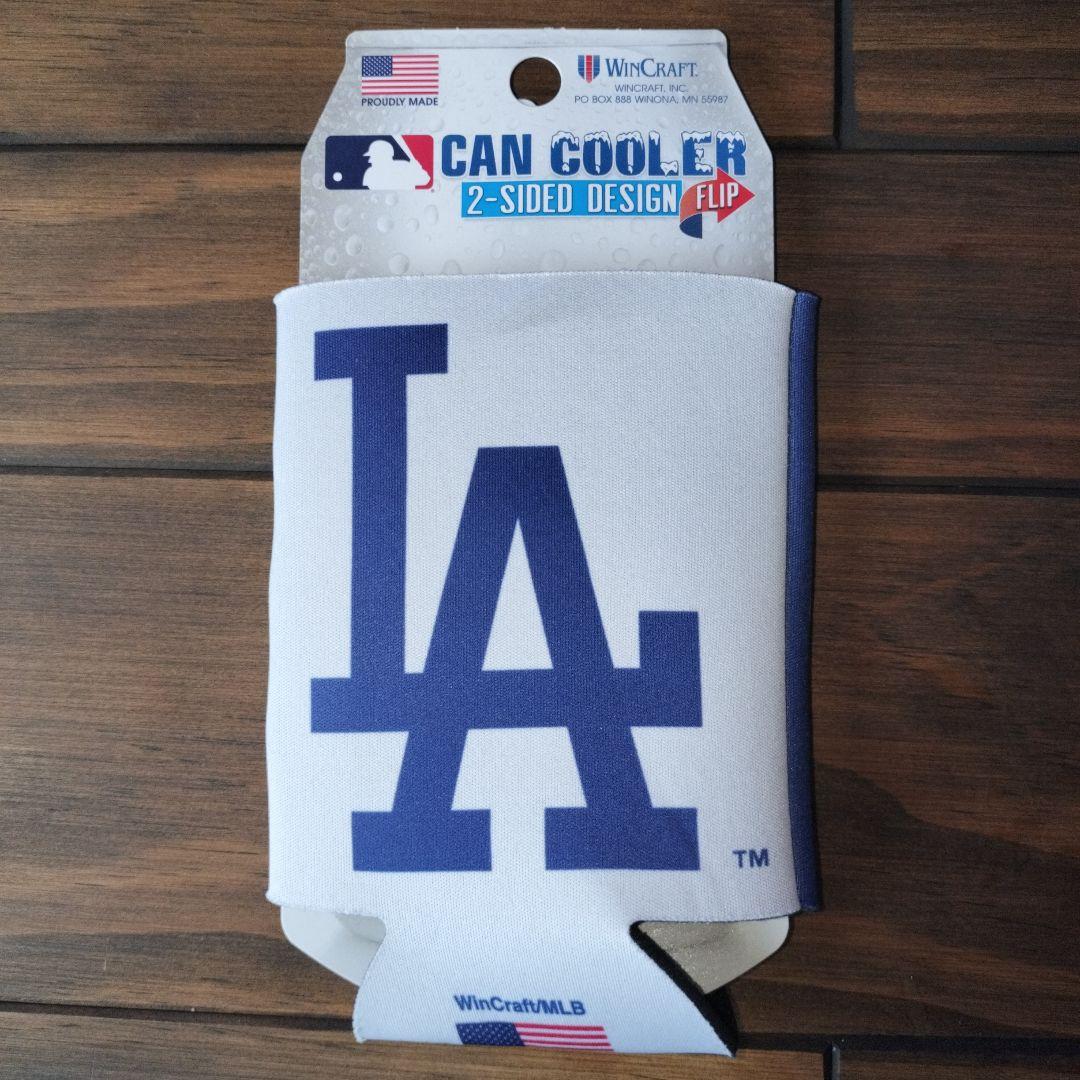 PROUDLY MADE
WINCRAFT.
WINCRAFT, INC.
PO BOX 888 WINONA, MN 55987
CAN COOLER
2-SIDED DESIGN FLIP
LA
TM
WinCraft/MLB